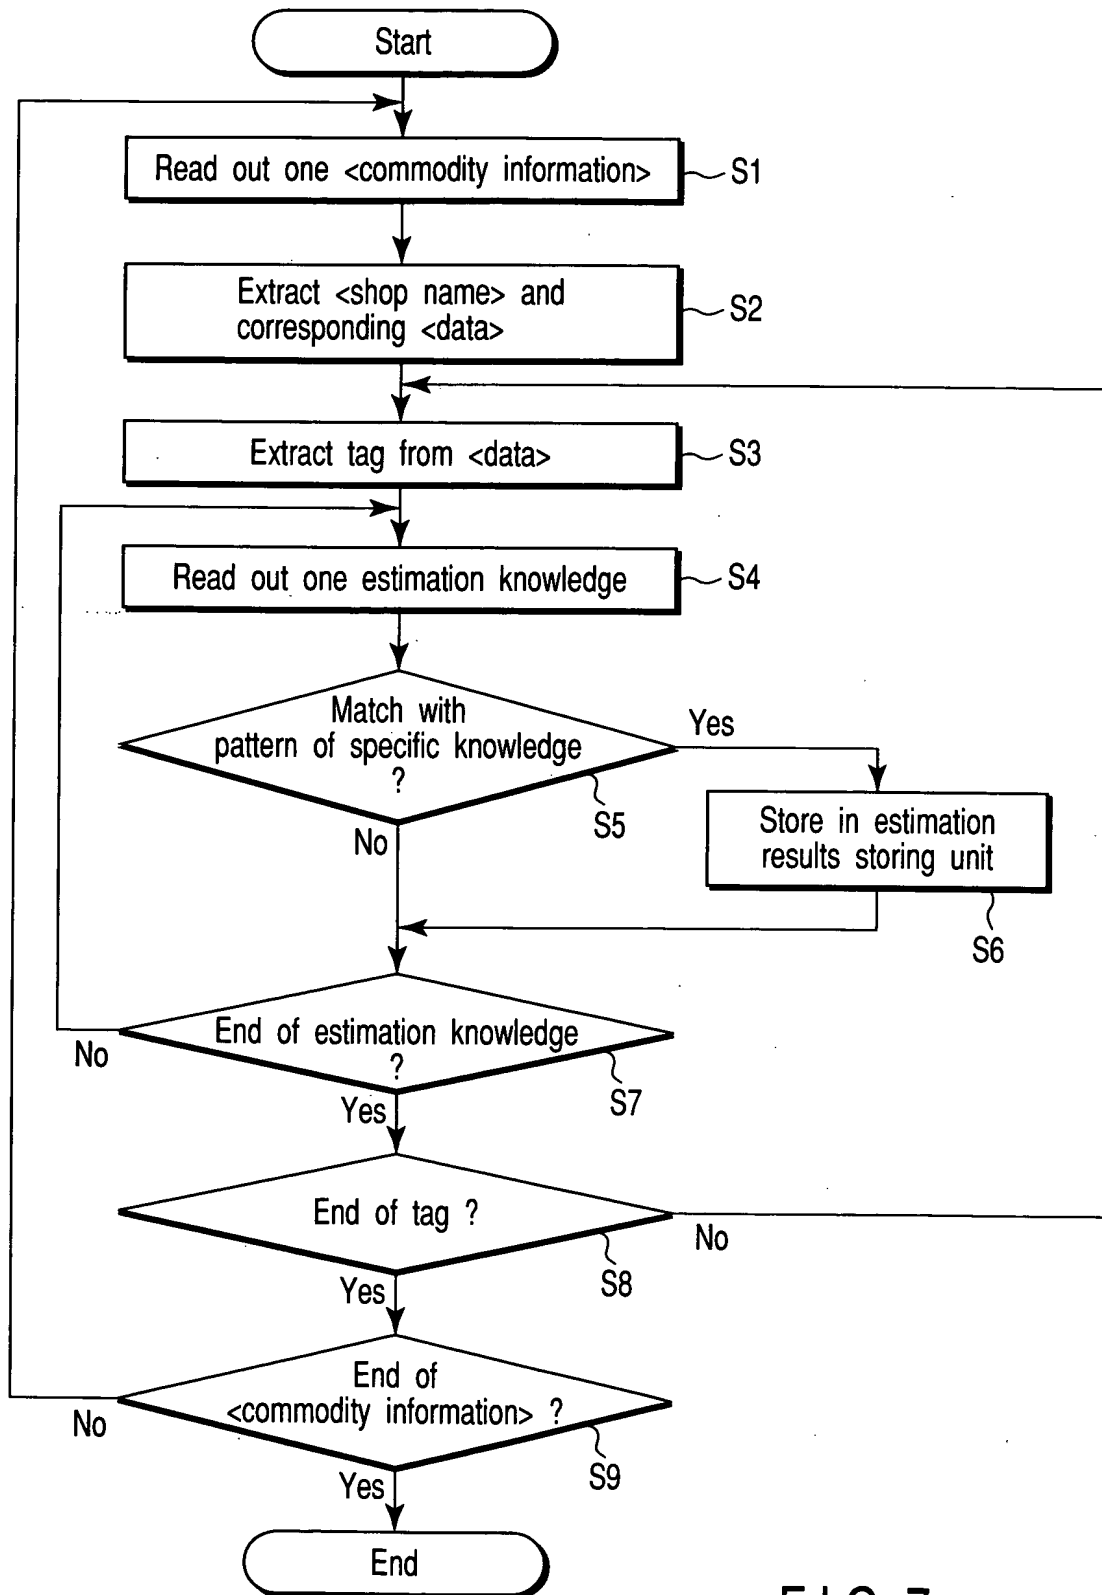 Start
Read out one <commodity information>
S1
Extract <shop name> and
corresponding <data>
S2
Extract tag from <data>
S3
Read out one estimation knowledge
S4
Match with
pattern of specific knowledge
?
Yes
S5
No
Store in estimation
results storing unit
S6
End of estimation knowledge
?
No
S7
Yes
End of tag ?
No
S8
Yes
End of
<commodity information> ?
No
S9
Yes
End